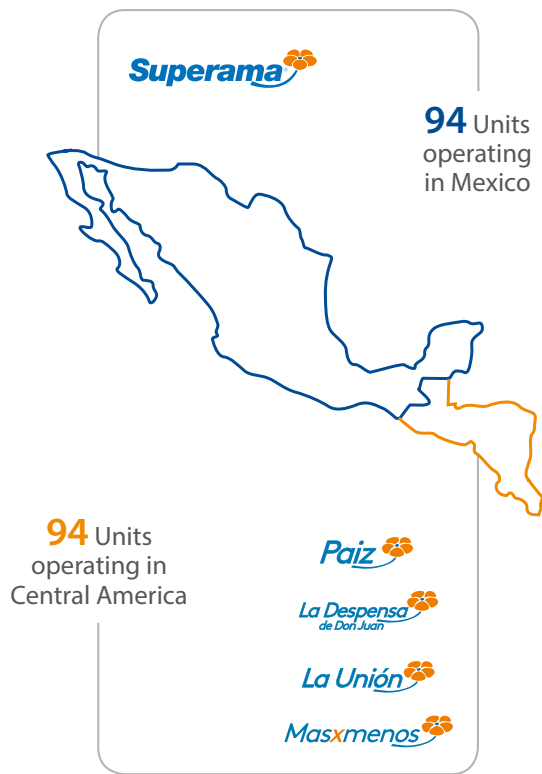 Superama
94 Units
operating
in Mexico
94 Units
operating in
Central America
Paiz
La Despensa
de Don Juan
La Unión
Masxmenos